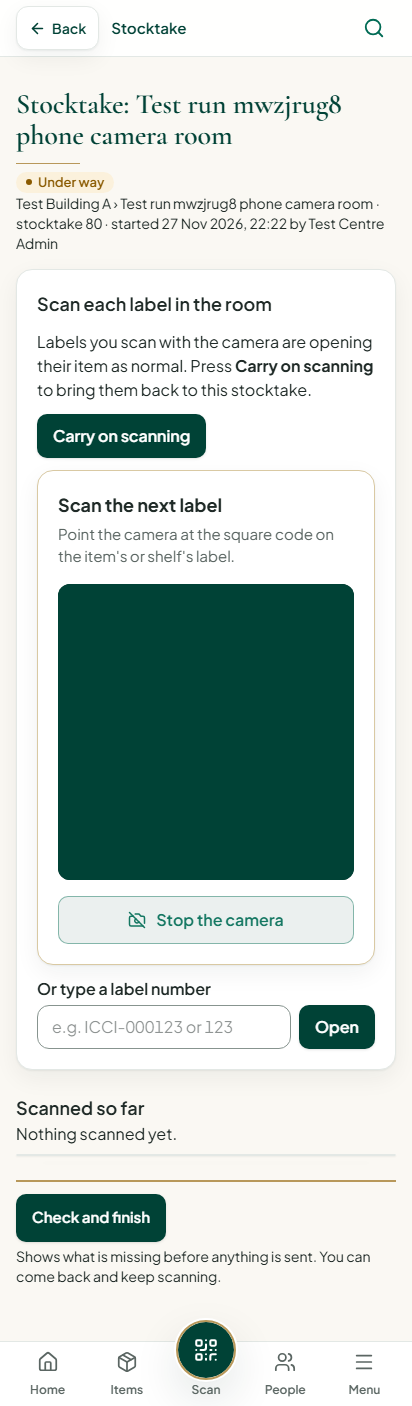 Back
Stocktake
Stocktake: Test run mwzjrug8
phone camera room
Under way
Test Building A › Test run mwzjrug8 phone camera room ·
stocktake 80 · started 27 Nov 2026, 22:22 by Test Centre
Admin
Scan each label in the room
Labels you scan with the camera are opening
their item as normal. Press Carry on scanning
to bring them back to this stocktake.
Carry on scanning
Scan the next label
Point the camera at the square code on
the item's or shelf's label.
Stop the camera
Or type a label number
e.g. ICCI-000123 or 123
Open
Scanned so far
Nothing scanned yet.
Check and finish
Shows what is missing before anything is sent. You can
come back and keep scanning.
Home
Items
Scan
People
Menu